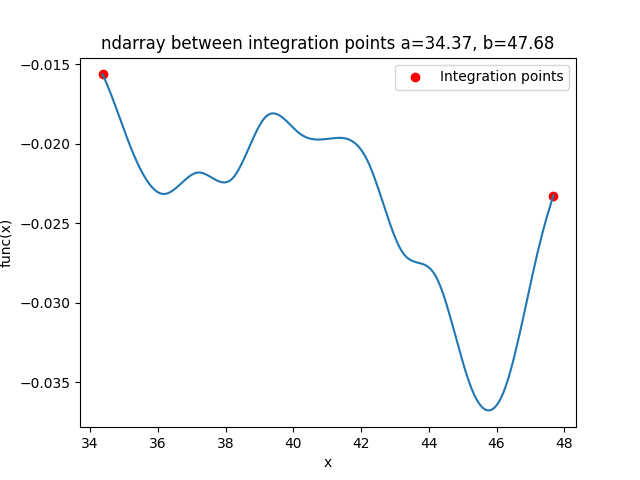 ndarray between integration points a=34.37, b=47.68
Integration points
−0.015
−0.020
−0.025
−0.030
−0.035
func(x)
34 36 38 40 42 44 46 48
x